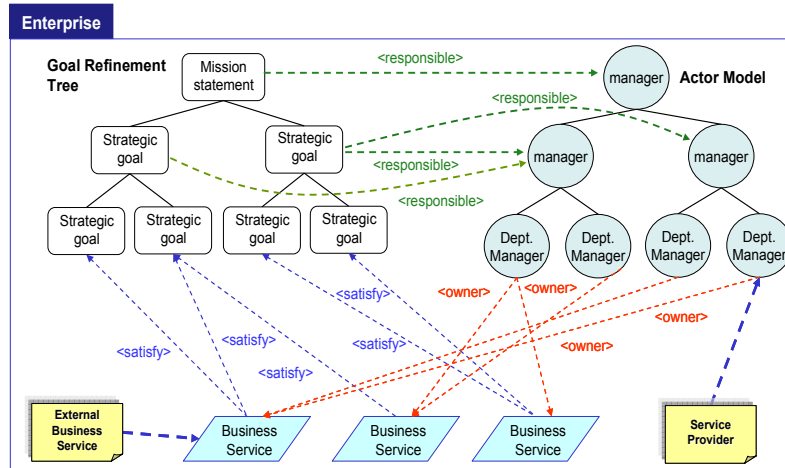 Enterprise
Goal Refinement
Tree
Mission
statement
<responsible>
manager
Actor Model
<responsible>
Strategic
goal
Strategic
goal
<responsible>
manager
manager
<responsible>
Strategic
goal
Strategic
goal
Strategic
goal
Strategic
goal
Dept.
Manager
Dept.
Manager
Dept.
Manager
Dept.
Manager
<satisfy>
<owner>
<owner>
<owner>
<satisfy>
<satisfy>
<satisfy>
<satisfy>
<owner>
External
Business
Service
Business
Service
Business
Service
Business
Service
Service
Provider